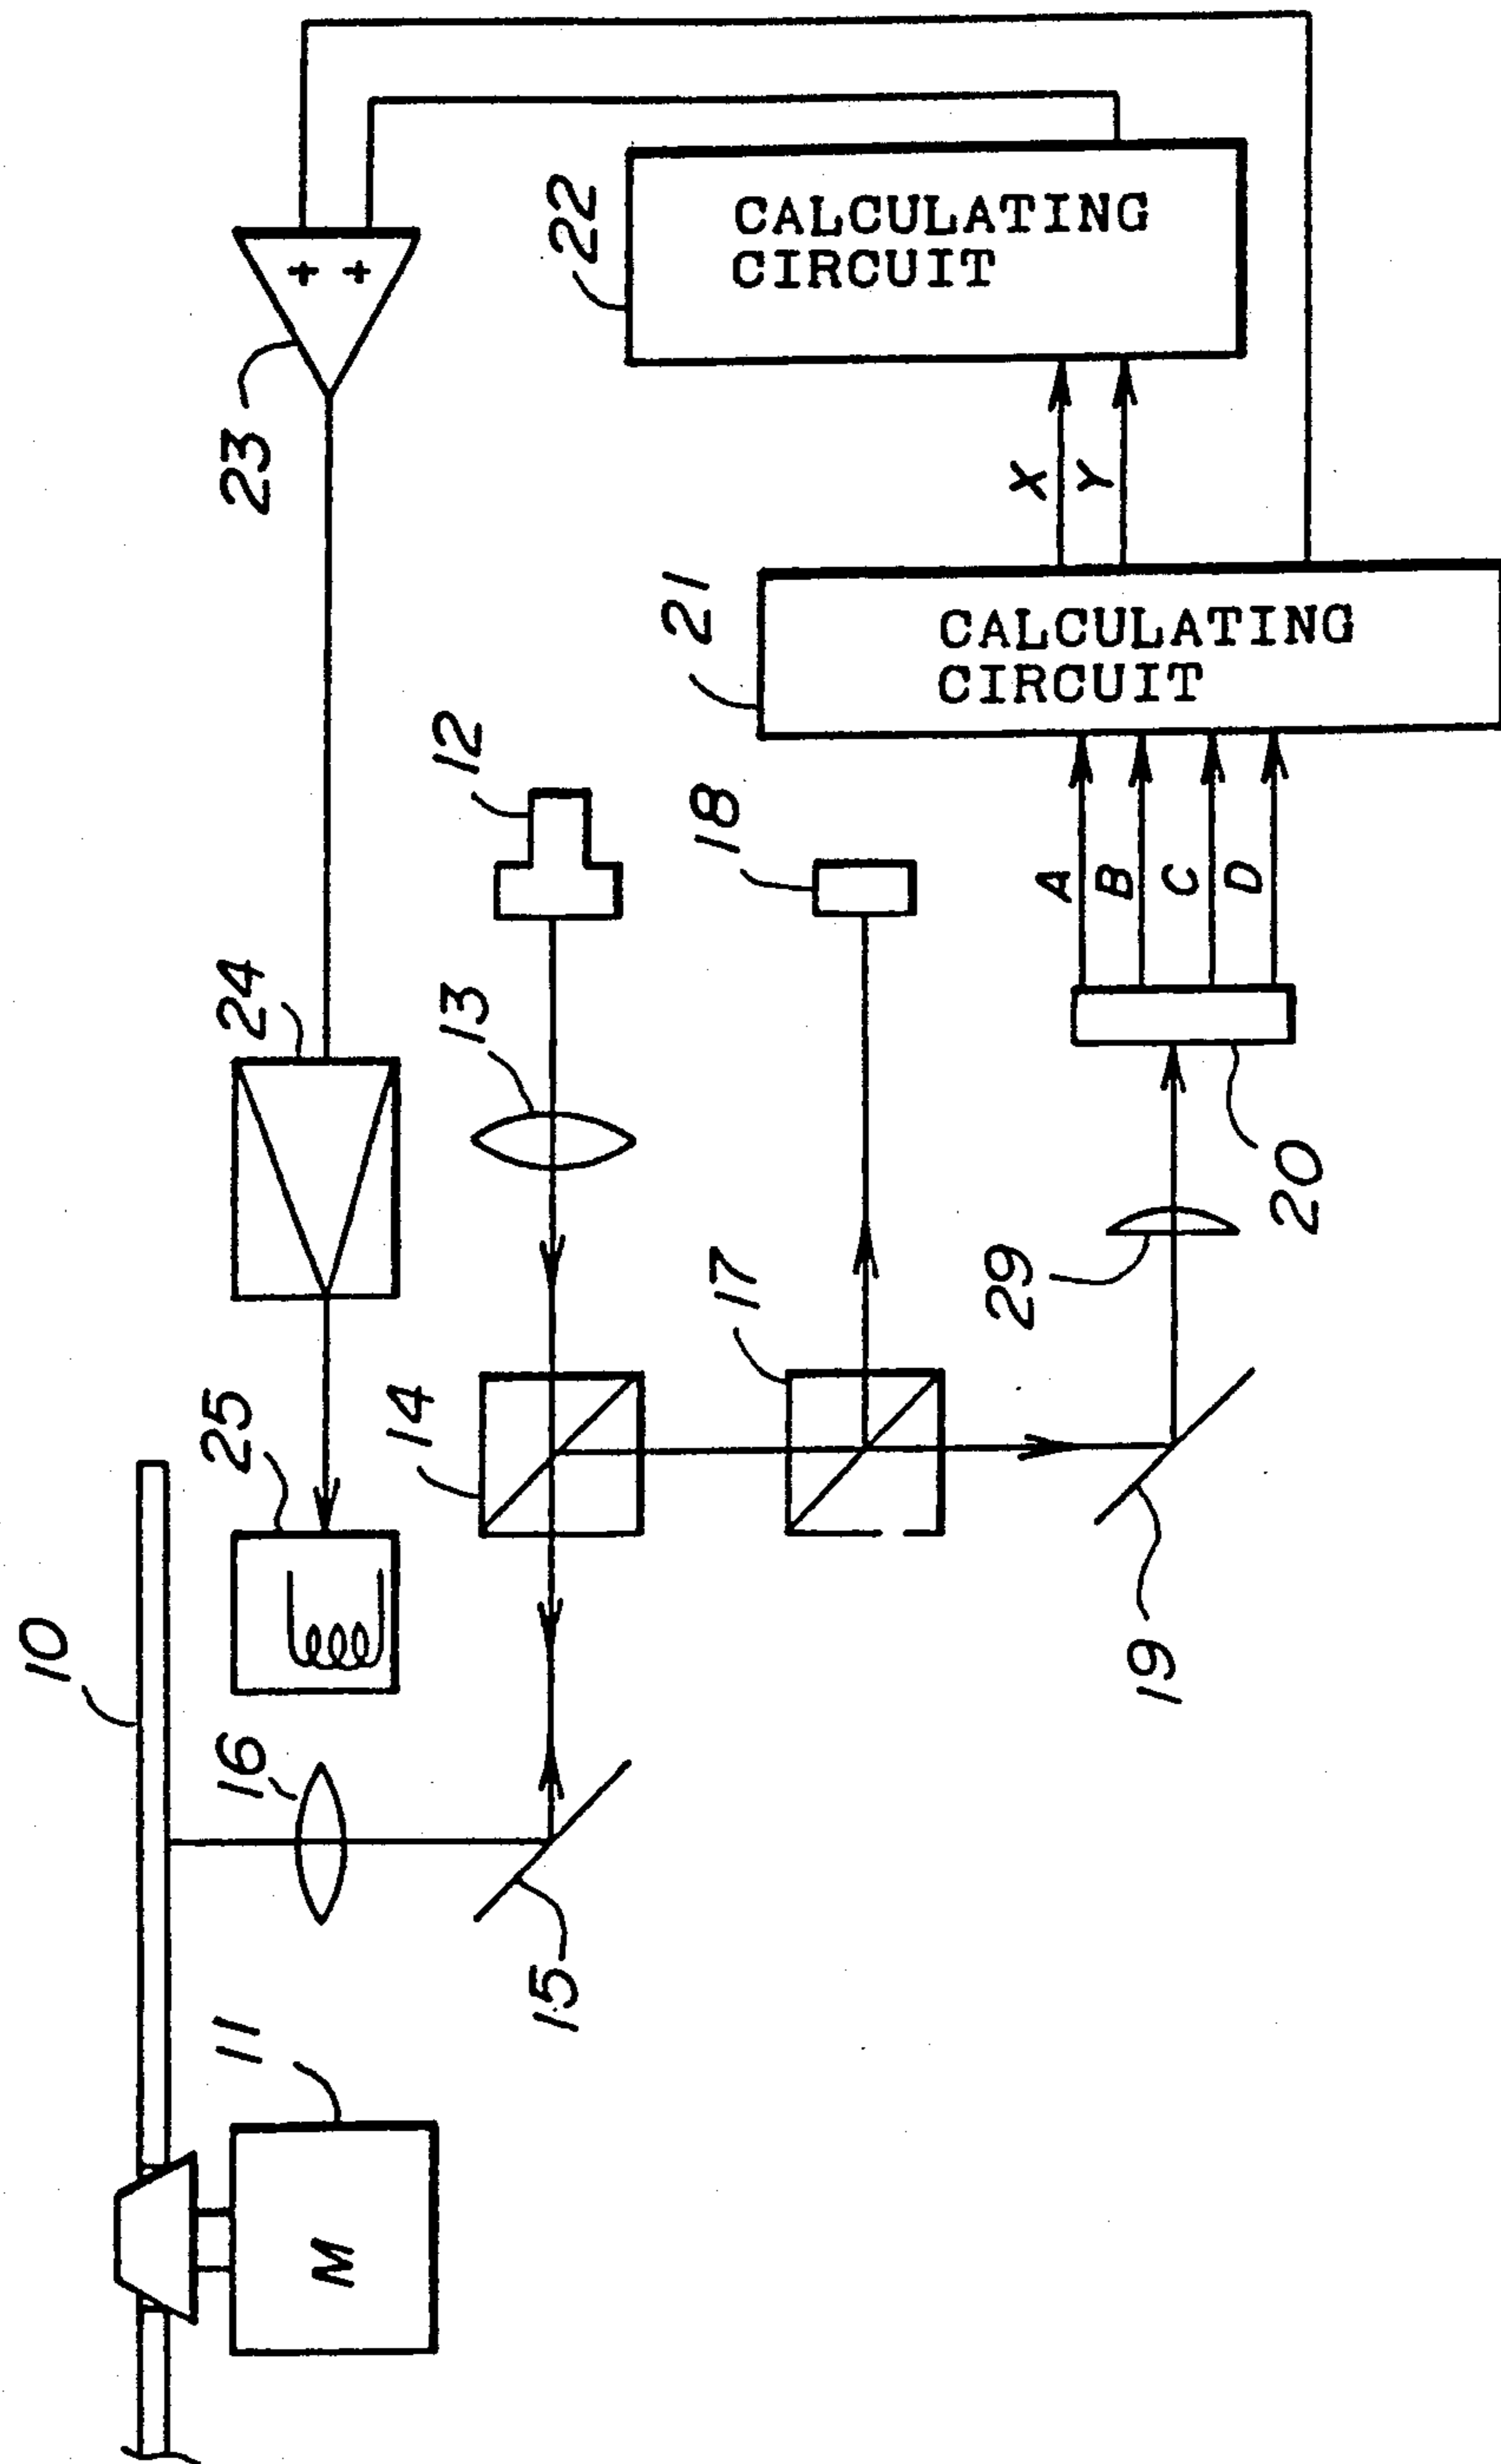 10
11
M
16
15
25
24
23
+
+
14
13
12
17
18
19
29
20
A
B
C
D
21
CALCULATING
CIRCUIT
X
Y
22
CALCULATING
CIRCUIT